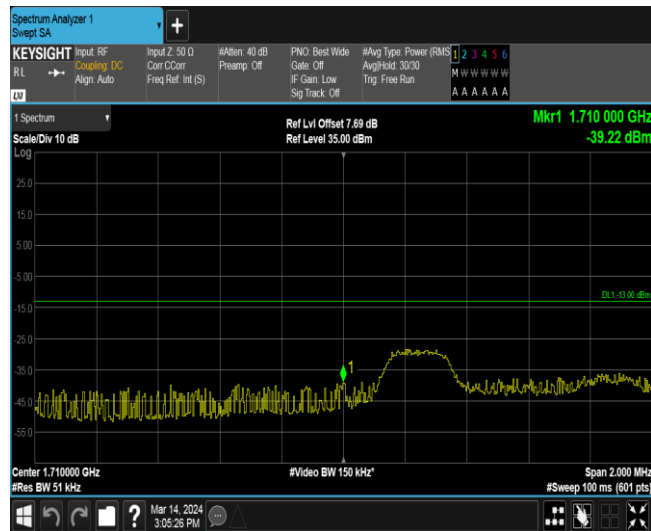 Spectrum Analyzer 1
Swept SA
+
KEYSIGHT
RL
LXI
Input: RF
Coupling: DC
Align: Auto
Input Z: 50 Ω
Corr CCorr
Freq Ref: Int (S)
#Atten: 40 dB
Preamp: Off
PNO: Best Wide
Gate: Off
IF Gain: Low
Sig Track: Off
#Avg Type: Power (RMS
Avg|Hold: 30/30
Trig: Free Run
1 2 3 4 5 6
M W W W W W
A A A A A A
1 Spectrum
Scale/Div 10 dB
Log
Ref Lvl Offset 7.69 dB
Ref Level 35.00 dBm
Mkr1 1.710 000 GHz
-39.22 dBm
25.0
15.0
5.00
-5.00
-15.0
-25.0
-35.0
-45.0
-55.0
DL1 -13.00 dBm
1
Center 1.710000 GHz
#Res BW 51 kHz
#Video BW 150 kHz*
Span 2.000 MHz
#Sweep 100 ms (601 pts)
?
Mar 14, 2024
3:05:26 PM